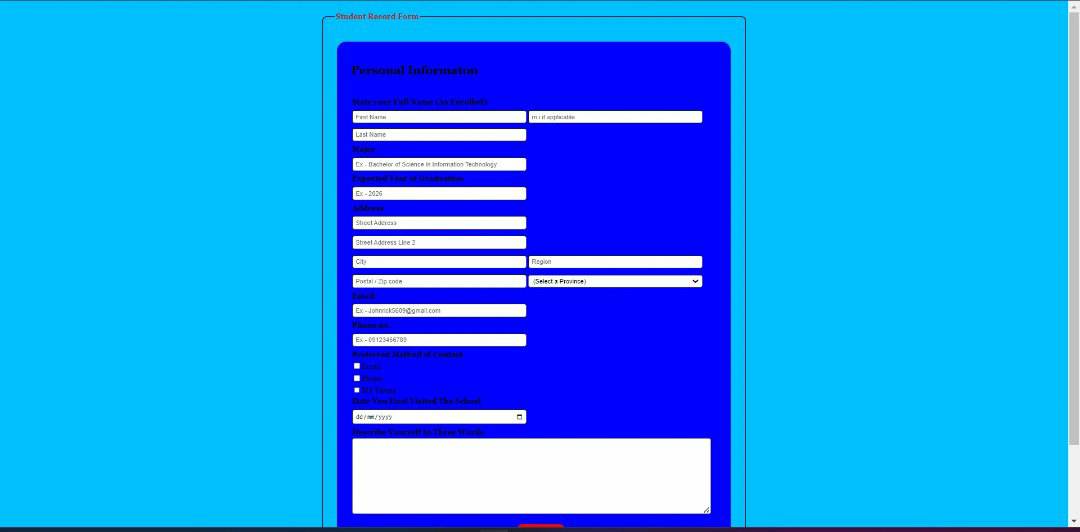 Student Record Form
Personal Informaton
State your Full Name (As Enrolled):
First Name m i if applicable
Last Name
Major
Ex - Bachelor of Science in Information Technology
Expected Year of Graduation
Ex - 2026
Address
Street Address
Street Address Line 2
City Region
Postal / Zip code (Select a Province)
Email
Ex - Johnrick5609@gmail.com
Phone no.
Ex - 09123456789
Preferred Method of Contact
Email
Phone
MS Teams
Date You First Visited The School
dd/mm/yyyy
Describe Yourself In Three Words